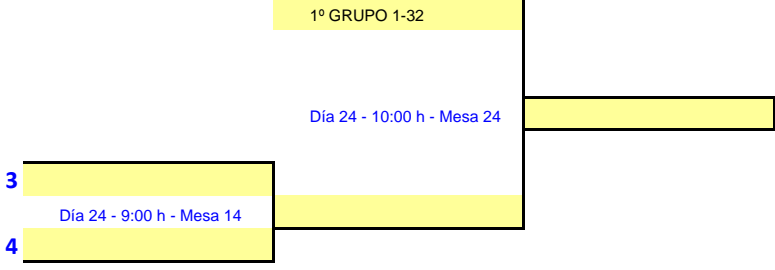 1º GRUPO 1-32
Día 24 - 10:00 h - Mesa 24
3
Día 24 - 9:00 h - Mesa 14
4